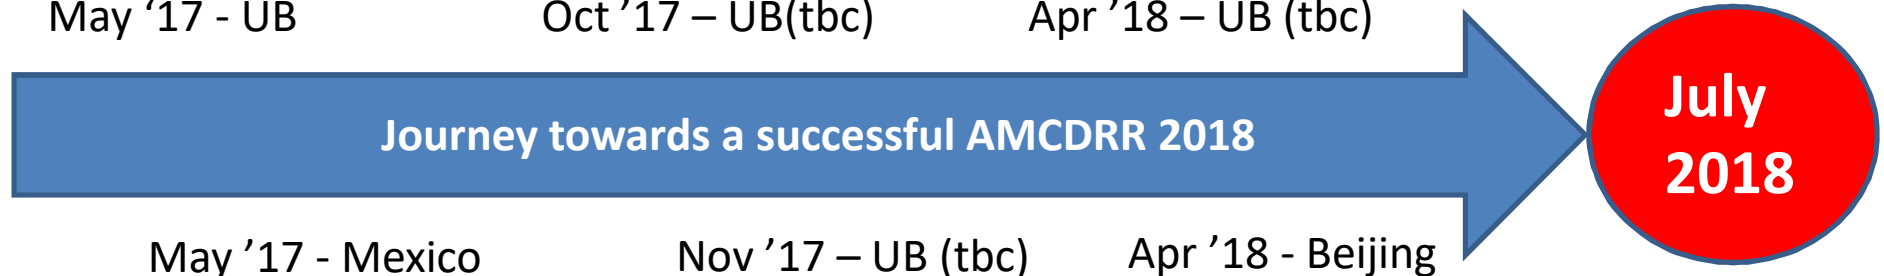 May ‘17 - UB
Oct ’17 – UB(tbc)
Apr ’18 – UB (tbc)
Journey towards a successful AMCDRR 2018
July
2018
May ’17 - Mexico
Nov ’17 – UB (tbc)
Apr ’18 - Beijing